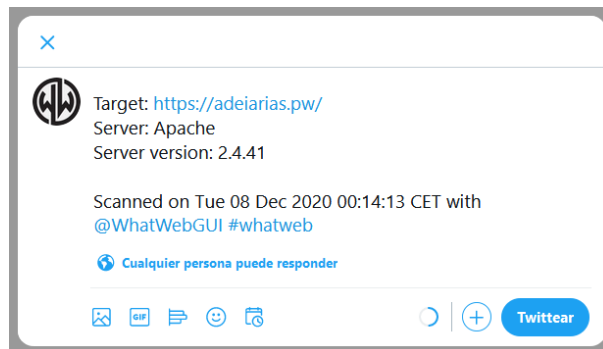 Target: https://adeiarias.pw/
Server: Apache
Server version: 2.4.41
Scanned on Tue 08 Dec 2020 00:14:13 CET with
@WhatWebGUI #whatweb
Cualquier persona puede responder
GIF
Twittear